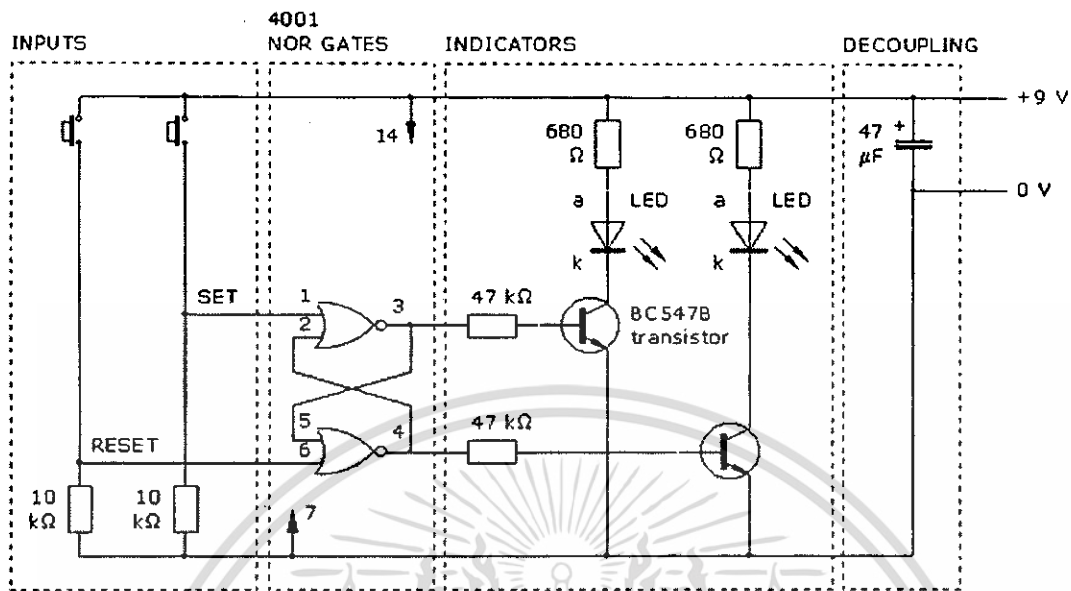 4001
INPUTS
NOR GATES
INDICATORS
DECOUPLING
+9 V
14
680
Ω
680
Ω
47
+
µF
0 V
a
LED
a
LED
k
k
SET
1
2
3
47 kΩ
BC547B
transistor
RESET
5
6
4
47 kΩ
10
kΩ
10
kΩ
7